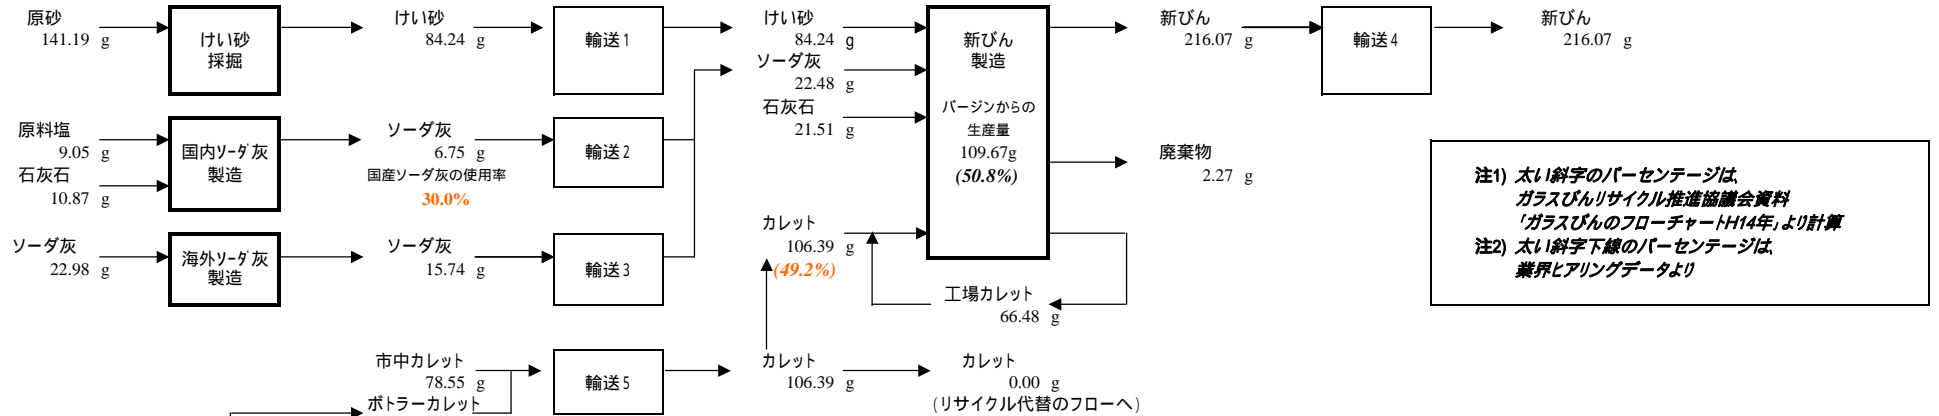 原砂
141.19 g
けい砂
採掘
けい砂
84.24 g
輸送1
けい砂
84.24 g
ソーダ灰
22.48 g
石灰石
21.51 g
新びん
製造
バージンからの
生産量
109.67g
(50.8%)
新びん
216.07 g
輸送4
新びん
216.07 g
原料塩
9.05 g
石灰石
10.87 g
国内ソーダ灰
製造
ソーダ灰
6.75 g
国産ソーダ灰の使用率
30.0%
輸送2
廃棄物
2.27 g
ソーダ灰
22.98 g
海外ソーダ灰
製造
ソーダ灰
15.74 g
輸送3
カレット
106.39 g
(49.2%)
工場カレット
66.48 g
注1) 太い斜字のパーセンテージは、
ガラスびんリサイクル推進協議会資料
「ガラスびんのフローチャートH14年」より計算
注2) 太い斜字下線のパーセンテージは、
業界ヒアリングデータより
市中カレット
78.55 g
ボトラーカレット
輸送5
カレット
106.39 g
カレット
0.00 g
(リサイクル代替のフローへ)